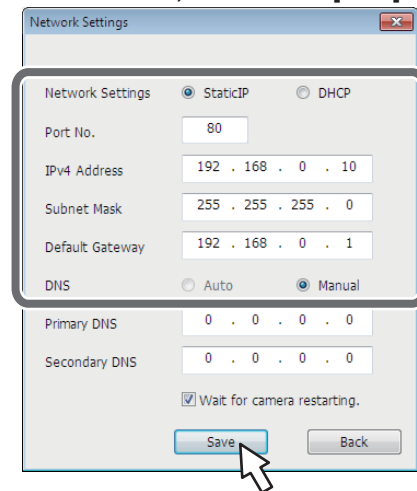 Network Settings
Network Settings StaticIP DHCP
Port No. 80
IPv4 Address 192 . 168 . 0 . 10
Subnet Mask 255 . 255 . 255 . 0
Default Gateway 192 . 168 . 0 . 1
DNS Auto Manual
Primary DNS 0 . 0 . 0 . 0
Secondary DNS 0 . 0 . 0 . 0
Wait for camera restarting.
Save Back